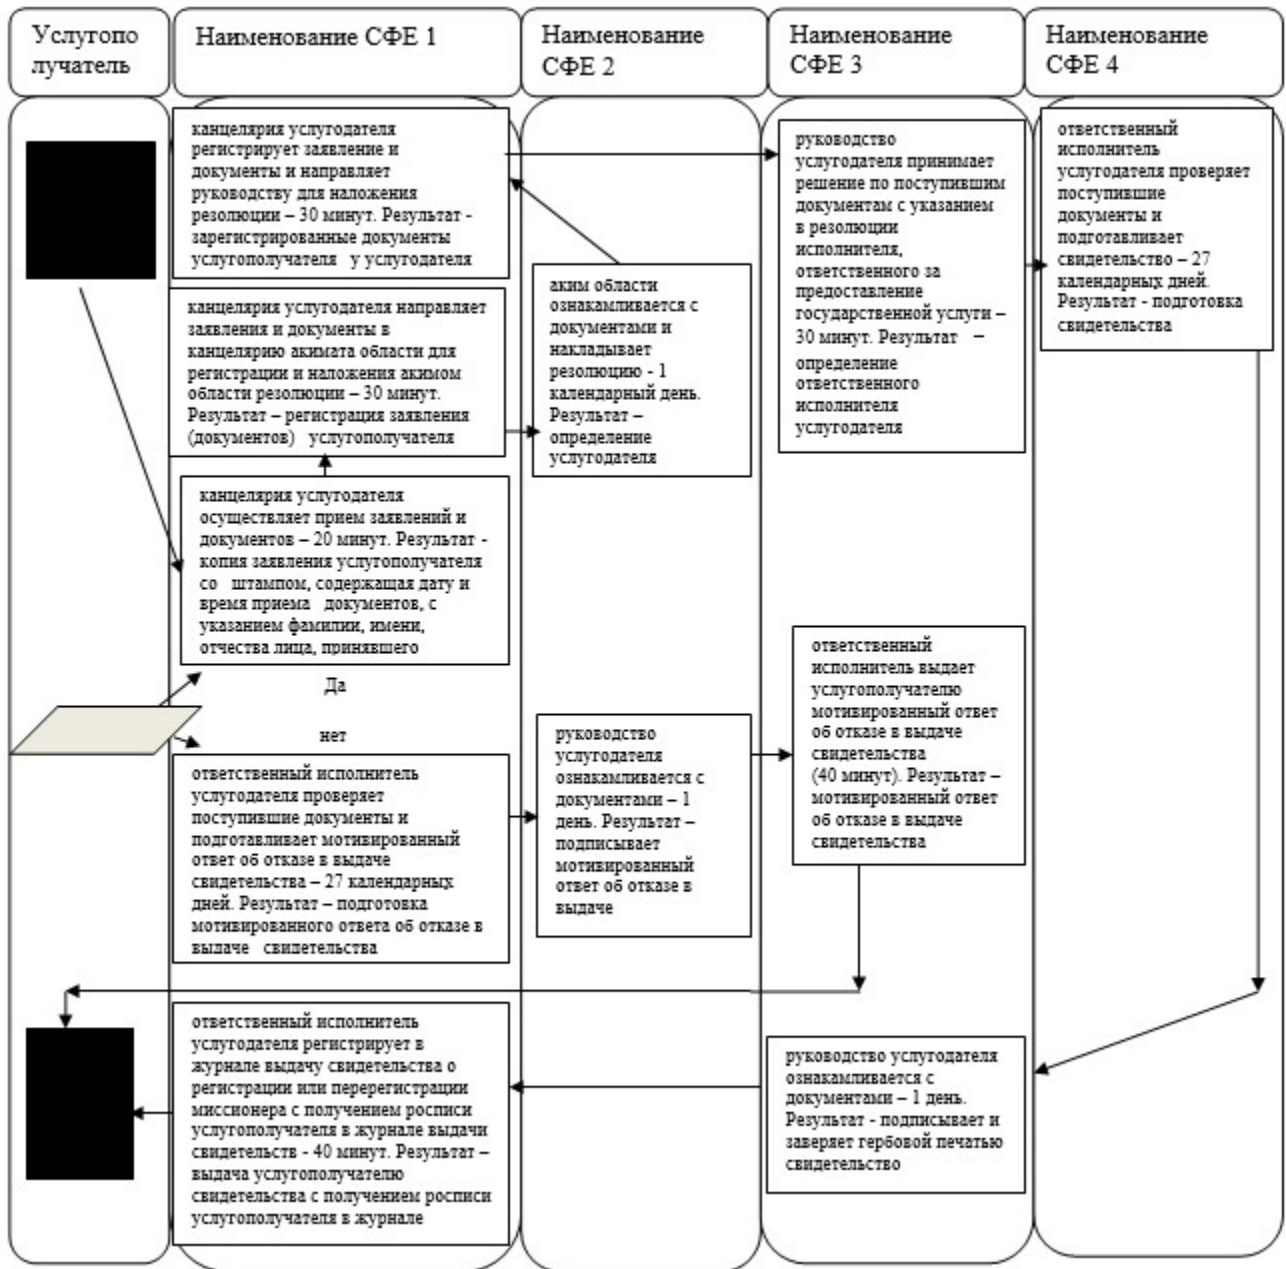 Услугопо
лучатель
Наименование СФЕ 1
Наименование
СФЕ 2
Наименование
СФЕ 3
Наименование
СФЕ 4
канцелярия услугодателя
регистрирует заявление и
документы и направляет
руководству для наложения
резолюции – 30 минут. Результат -
зарегистрированные документы
услугополучателя у услугодателя
канцелярия услугодателя направляет
заявления и документы в
канцелярию акимата области для
регистрации и наложения акимом
области резолюции – 30 минут.
Результат – регистрация заявления
(документов) услугополучателя
канцелярия услугодателя
осуществляет прием заявлений и
документов – 20 минут. Результат -
копия заявления услугополучателя
со штампом, содержащая дату и
время приема документов, с
указанием фамилии, имени,
отчества лица, принявшего
аким области
ознакамливается с
документами и
накладывает
резолюцию - 1
календарный день.
Результат –
определение
услугодателя
руководство
услугодателя принимает
решение по поступившим
документам с указанием
в резолюции
исполнителя,
ответственного за
предоставление
государственной услуги –
30 минут. Результат –
определение
ответственного
исполнителя
услугодателя
ответственный
исполнитель
услугодателя проверяет
поступившие
документы и
подготавливает
свидетельство – 27
календарных дней.
Результат - подготовка
свидетельства
Да
нет
ответственный исполнитель
услугодателя проверяет
поступившие документы и
подготавливает мотивированный
ответ об отказе в выдаче
свидетельства – 27 календарных
дней. Результат – подготовка
мотивированного ответа об отказе в
выдаче свидетельства
руководство
услугодателя
ознакамливается с
документами – 1
день. Результат –
подписывает
мотивированный
ответ об отказе в
выдаче
ответственный
исполнитель выдает
услугополучателю
мотивированный ответ
об отказе в выдаче
свидетельства
(40 минут). Результат –
мотивированный ответ
об отказе в выдаче
свидетельства
ответственный исполнитель
услугодателя регистрирует в
журнале выдачу свидетельства о
регистрации или перерегистрации
миссионера с получением росписи
услугополучателя в журнале выдачи
свидетельств - 40 минут. Результат –
выдача услугополучателю
свидетельства с получением росписи
услугополучателя в журнале
руководство услугодателя
ознакамливается с
документами – 1 день.
Результат - подписывает и
заверяет гербовой печатью
свидетельство